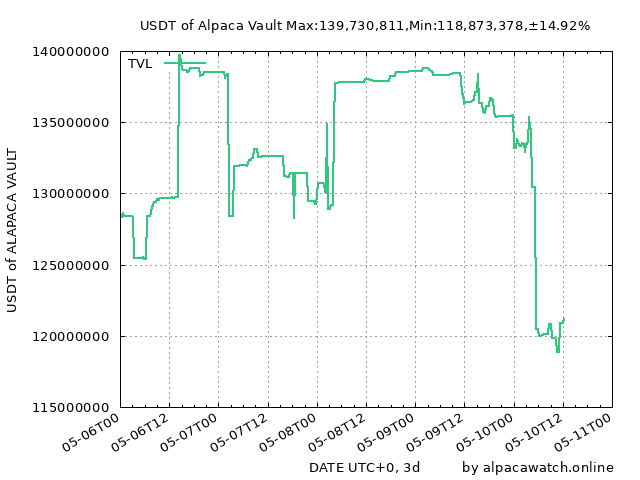 USDT of Alpaca Vault Max:139,730,811,Min:118,873,378,±14.92%
TVL
USDT of ALAPACA VAULT
140000000
135000000
130000000
125000000
120000000
115000000
05-06T00
05-06T12
05-07T00
05-07T12
05-08T00
05-08T12
05-09T00
05-09T12
05-10T00
05-10T12
05-11T00
DATE UTC+0, 3d
by alpacawatch.online